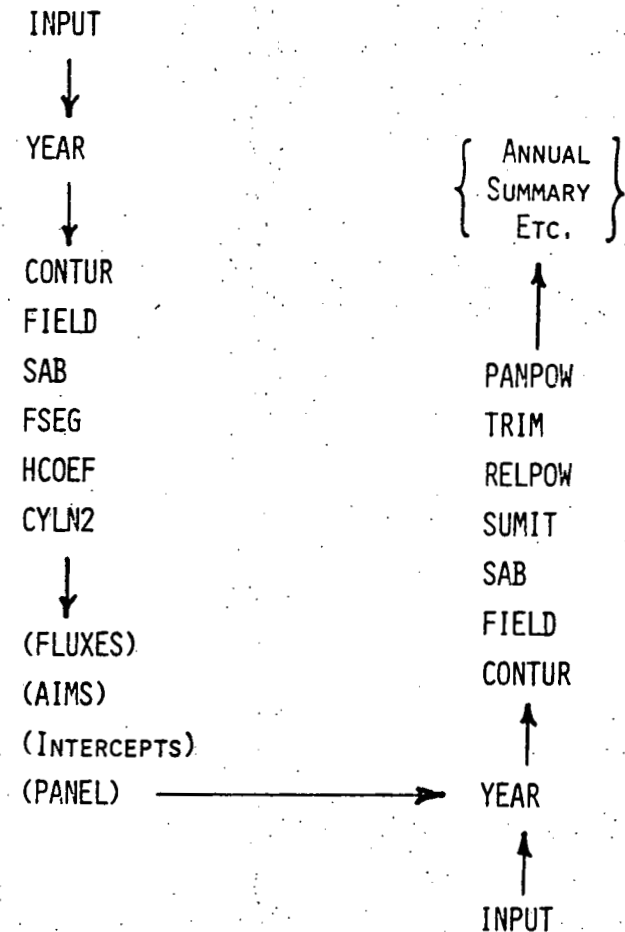 INPUT
YEAR
CONTUR
FIELD
SAB
FSEG
HCOEF
CYLN2
(FLUXES)
(AIMS)
(INTERCEPTS)
(PANEL)
ANNUAL
SUMMARY
ETC.
PANPOW
TRIM
RELPOW
SUMIT
SAB
FIELD
CONTUR
YEAR
INPUT